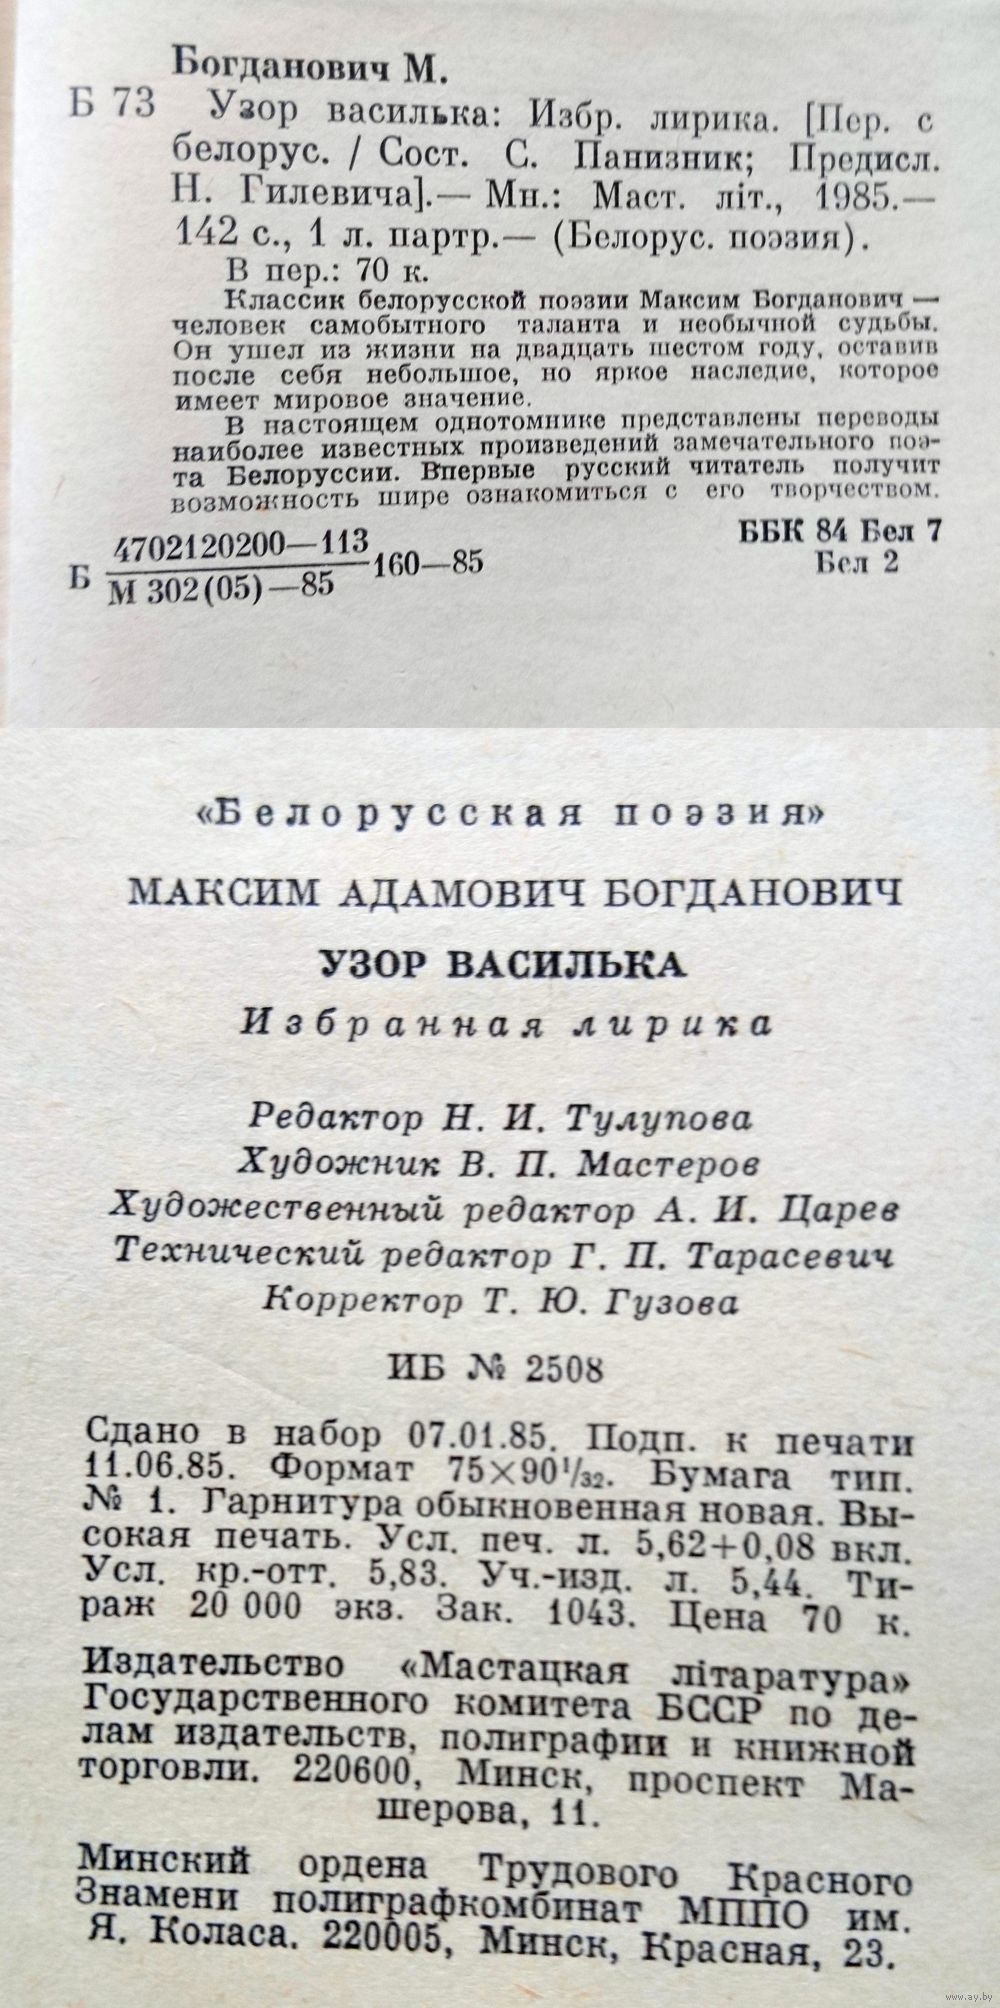 Богданович М.
Б 73 Узор василька: Избр. лирика. [Пер. с
белорус. / Сост. С. Панизник; Предисл.
Н. Гилевича].— Мн.: Маст. літ., 1985.—
142 с., 1 л. партр.— (Белорус. поэзия).
В пер.: 70 к.
Классик белорусской поэзии Максим Богданович —
человек самобытного таланта и необычной судьбы.
Он ушел из жизни на двадцать шестом году, оставив
после себя небольшое, но яркое наследие, которое
имеет мировое значение.
В настоящем однотомнике представлены переводы
наиболее известных произведений замечательного поэ-
та Белоруссии. Впервые русский читатель получит
возможность шире ознакомиться с его творчеством.
Б 4702120200—113
М 302(05)—85 160—85
ББК 84 Бел 7
Бел 2
«Белорусская поэзия»
МАКСИМ АДАМОВИЧ БОГДАНОВИЧ
УЗОР ВАСИЛЬКА
Избранная лирика
Редактор Н. И. Тулупова
Художник В. П. Мастеров
Художественный редактор А. И. Царев
Технический редактор Г. П. Тарасевич
Корректор Т. Ю. Гузова
ИБ № 2508
Сдано в набор 07.01.85. Подп. к печати
11.06.85. Формат 75×90¹/₃₂. Бумага тип.
№ 1. Гарнитура обыкновенная новая. Вы-
сокая печать. Усл. печ. л. 5,62+0,08 вкл.
Усл. кр.-отт. 5,83. Уч.-изд. л. 5,44. Ти-
раж 20 000 экз. Зак. 1043. Цена 70 к.
Издательство «Мастацкая літаратура»
Государственного комитета БССР по де-
лам издательств, полиграфии и книжной
торговли. 220600, Минск, проспект Ма-
шерова, 11.
Минский ордена Трудового Красного
Знамени полиграфкомбинат МППО им.
Я. Коласа. 220005, Минск, Красная, 23.
www.ay.by